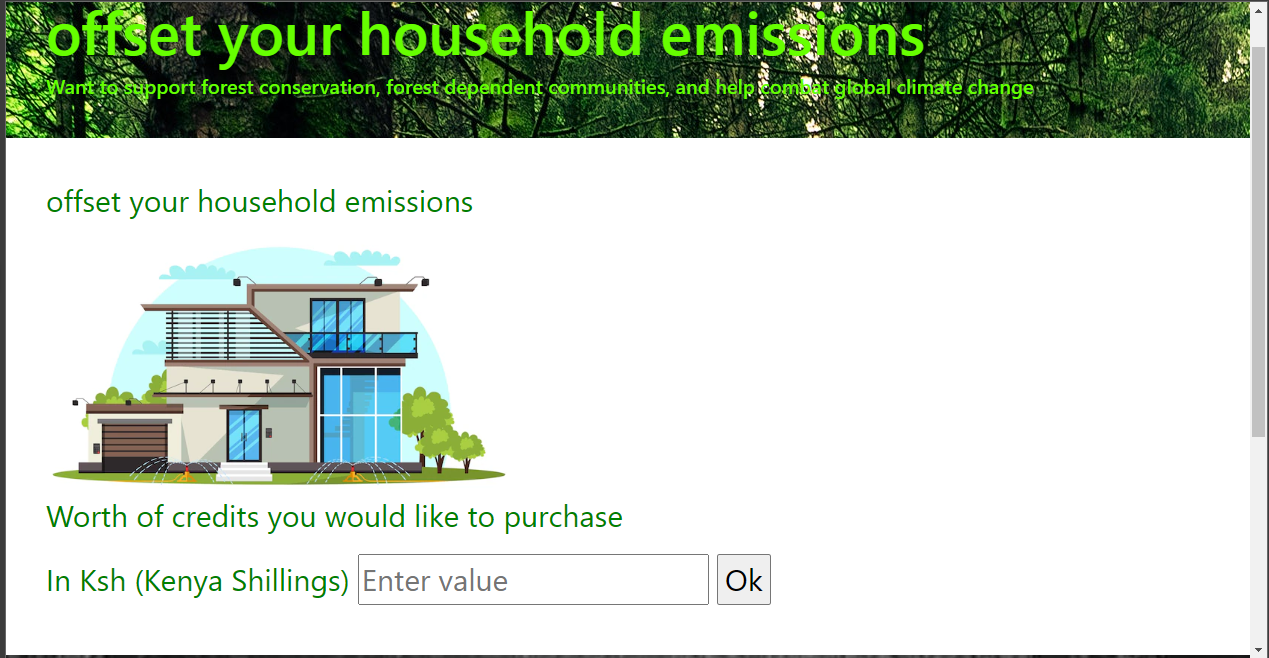 offset your household emissions
Want to support forest conservation, forest dependent communities, and help combat global climate change
offset your household emissions
Worth of credits you would like to purchase
In Ksh (Kenya Shillings) Enter value Ok